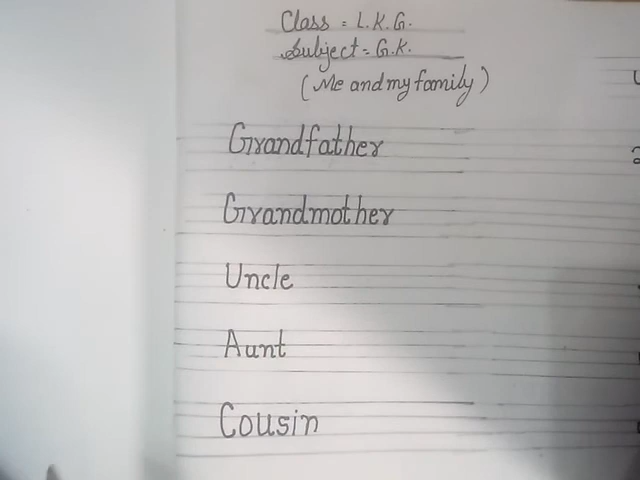 Class = L.K.G.
Subject = G.K.
(Me and my family)
Grandfather
Grandmother
Uncle
Aunt
Cousin